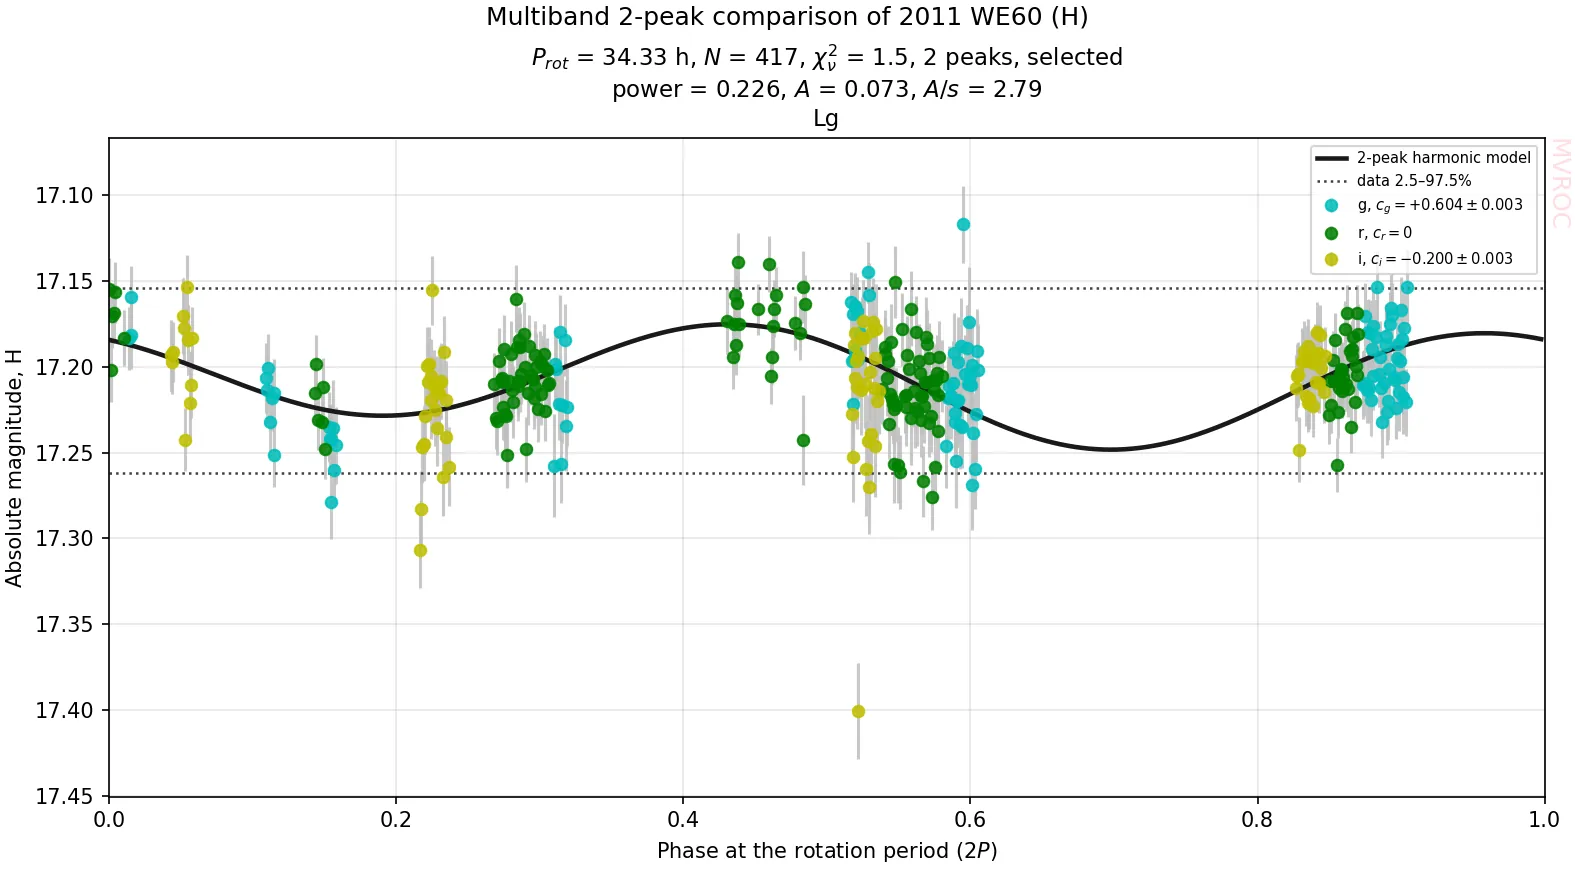 Multiband 2-peak comparison of 2011 WE60 (H)
P_rot = 34.33 h, N = 417, χ²_ν = 1.5, 2 peaks, selected
power = 0.226, A = 0.073, A/s = 2.79
Lg
2-peak harmonic model
data 2.5–97.5%
g, c_g = +0.604 ± 0.003
r, c_r = 0
i, c_i = −0.200 ± 0.003
MVROC
Absolute magnitude, H
17.10
17.15
17.20
17.25
17.30
17.35
17.40
17.45
0.0 0.2 0.4 0.6 0.8 1.0
Phase at the rotation period (2P)